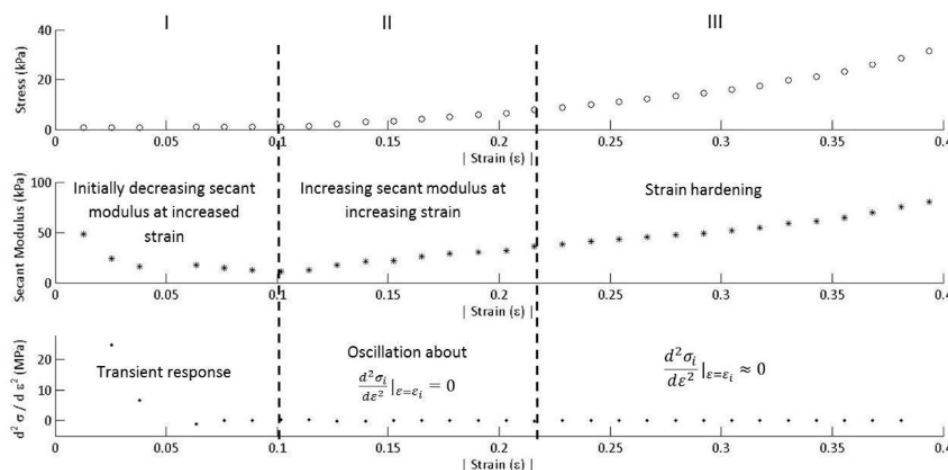 I II III
Stress (kPa)
40
20
0
0 0.05 0.1 0.15 0.2 0.25 0.3 0.35 0.4
| Strain (ε) |
Secant Modulus (kPa)
100
50
0
Initially decreasing secant
modulus at increased
strain
Increasing secant modulus at
increasing strain
Strain hardening
0 0.05 0.1 0.15 0.2 0.25 0.3 0.35 0.4
| Strain (ε) |
d² σ / d ε² (MPa)
20
10
0
Transient response
Oscillation about
d²σᵢ/dε² |ε=εᵢ = 0
d²σᵢ/dε² |ε=εᵢ ≈ 0
0 0.05 0.1 0.15 0.2 0.25 0.3 0.35 0.4
| Strain (ε) |